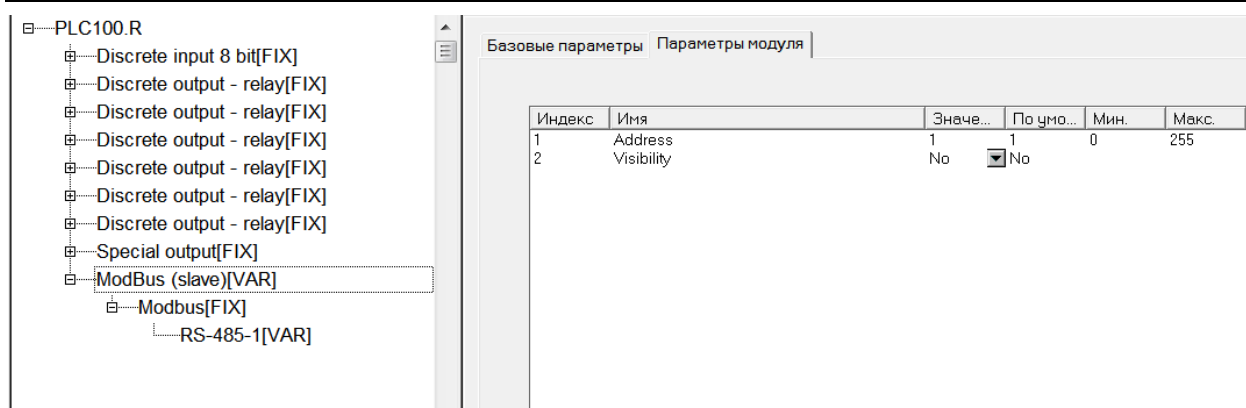 PLC100.R
Discrete input 8 bit[FIX]
Discrete output - relay[FIX]
Discrete output - relay[FIX]
Discrete output - relay[FIX]
Discrete output - relay[FIX]
Discrete output - relay[FIX]
Discrete output - relay[FIX]
Special output[FIX]
ModBus (slave)[VAR]
Modbus[FIX]
RS-485-1[VAR]
Базовые параметры Параметры модуля
Индекс Имя Значе... По умо... Мин. Макс.
1 Address 1 1 0 255
2 Visibility No No